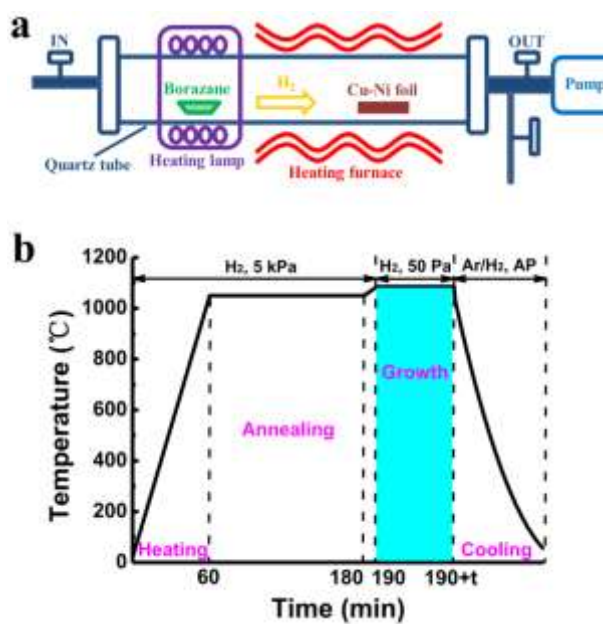 a
IN
OUT
Borazane
H₂
Cu-Ni foil
Pump
Quartz tube
Heating lamp
Heating furnace
b
H₂, 5 kPa
H₂, 50 Pa
Ar/H₂, AP
1200
1000
800
600
400
200
0
Temperature (℃)
Growth
Annealing
Heating
Cooling
60
180
190
190+t
Time (min)